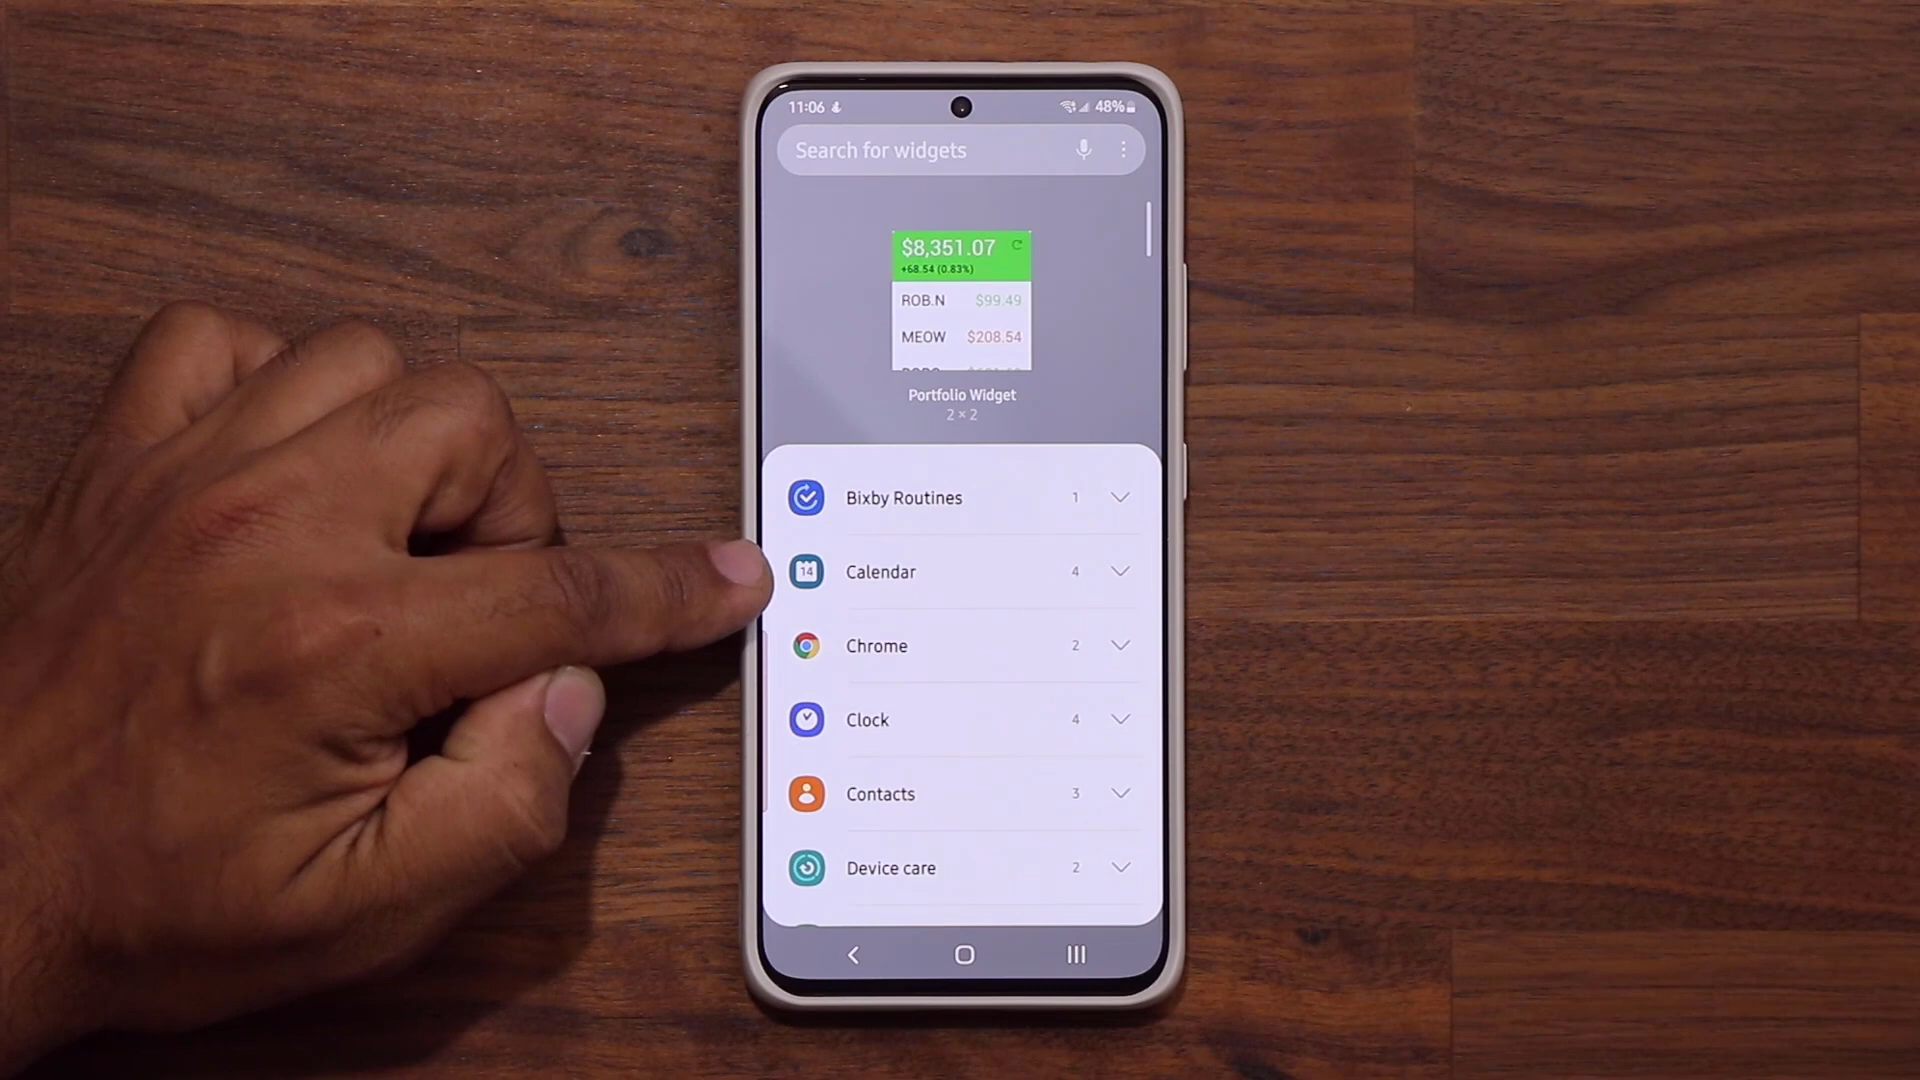 11:06 48%
Search for widgets
$8,351.07
+68.54 (0.83%)
ROB.N $99.49
MEOW $208.54
Portfolio Widget
2 × 2
Bixby Routines 1
14 Calendar 4
Chrome 2
Clock 4
Contacts 3
Device care 2